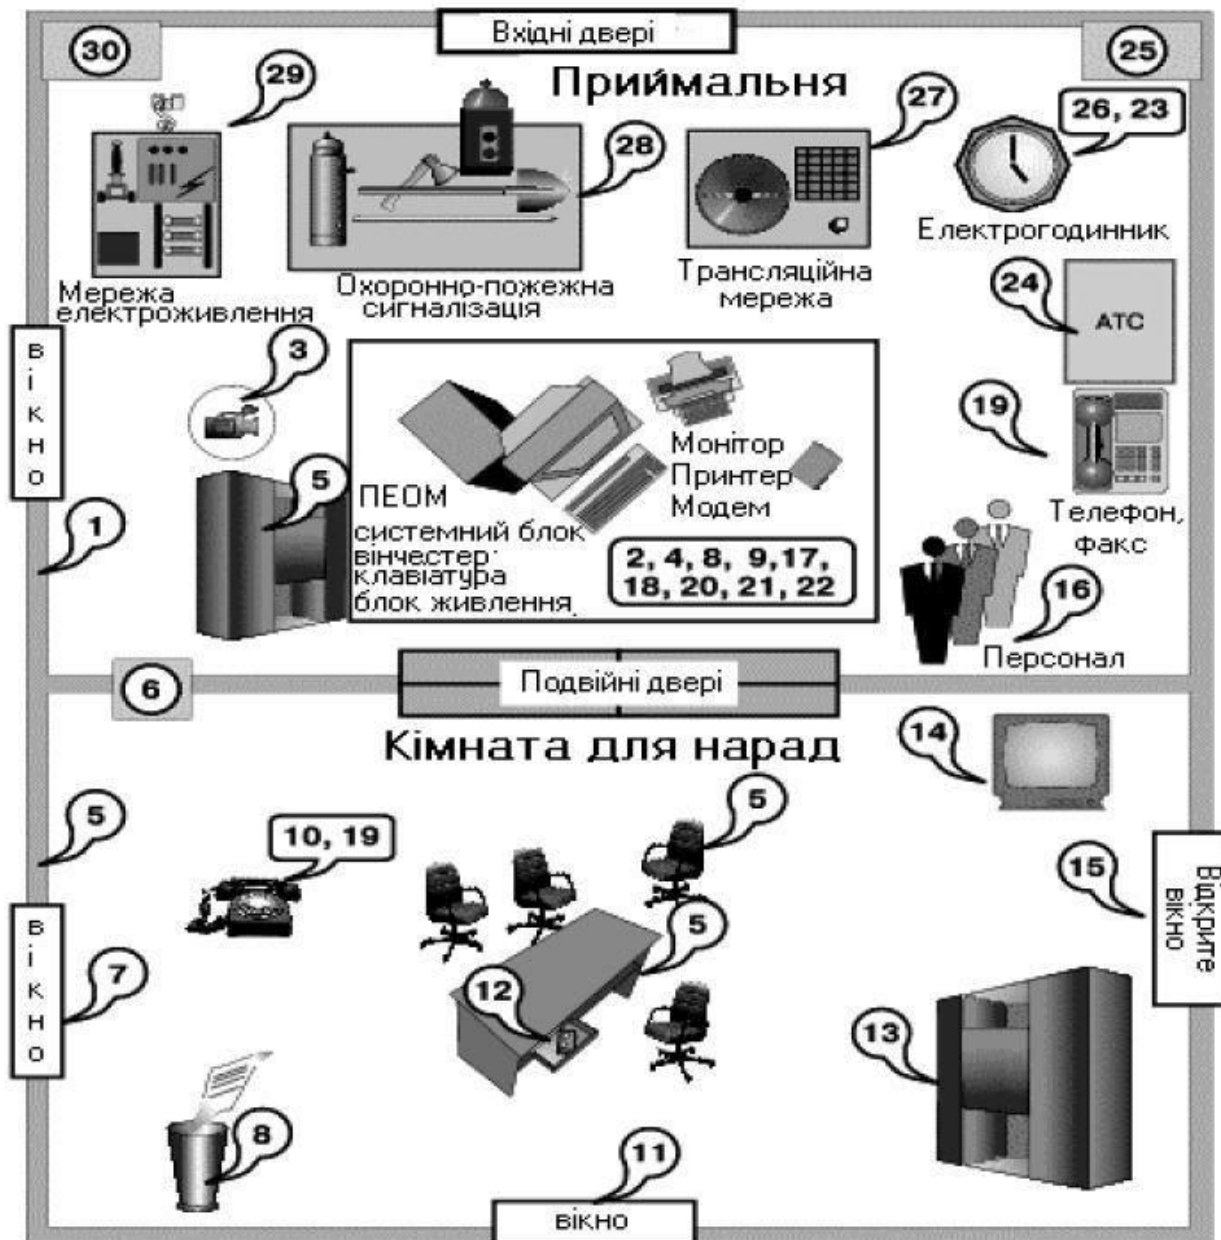 Вхідні двері
30
25
Приймальня
29
28
27
26, 23
Електрогодинник
Мережа
електроживлення
Охоронно-пожежна
сигналізація
Трансляційна
мережа
24
АТС
вікно
3
19
5
1
ПЕОМ
системний блок
вінчестер
клавіатура
блок живлення
Монітор
Принтер
Модем
2, 4, 8, 9,17,
18, 20, 21, 22
Телефон,
факс
16
Персонал
6
Подвійні двері
Кімната для нарад
14
5
10, 19
5
15
Відкрите
вікно
вікно
7
5
12
13
8
11
вікно